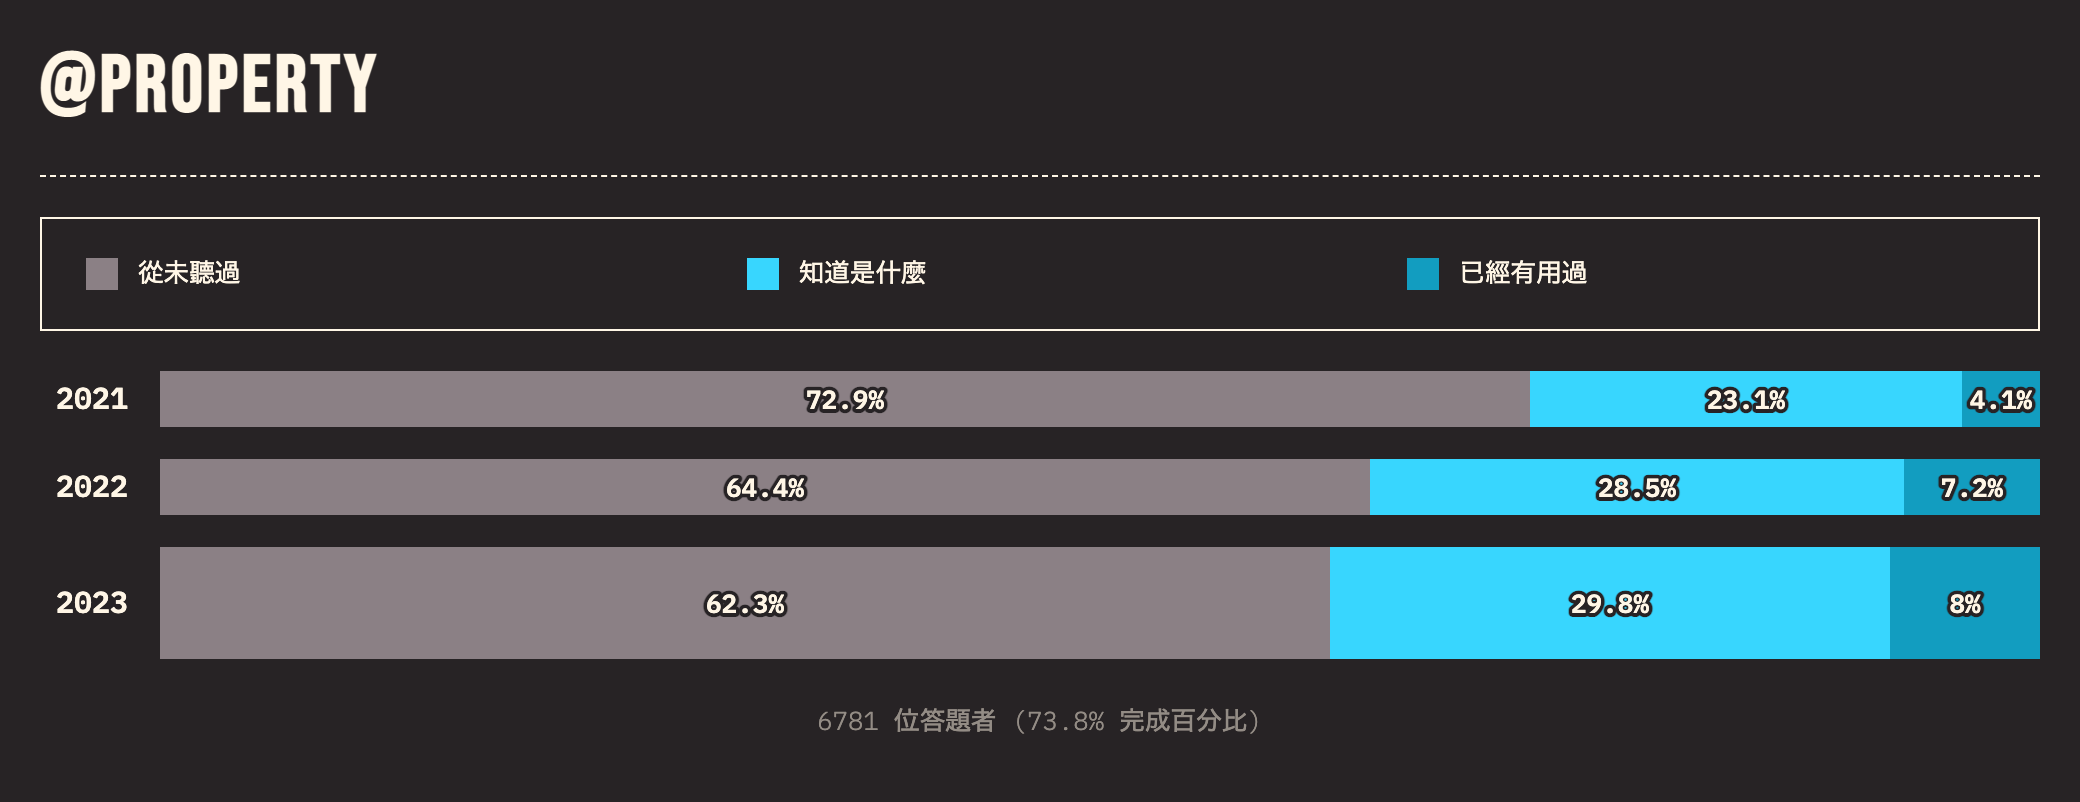 @PROPERTY
從未聽過
知道是什麼
已經有用過
2021 72.9% 23.1% 4.1%
2022 64.4% 28.5% 7.2%
2023 62.3% 29.8% 8%
6781 位答題者 (73.8% 完成百分比)